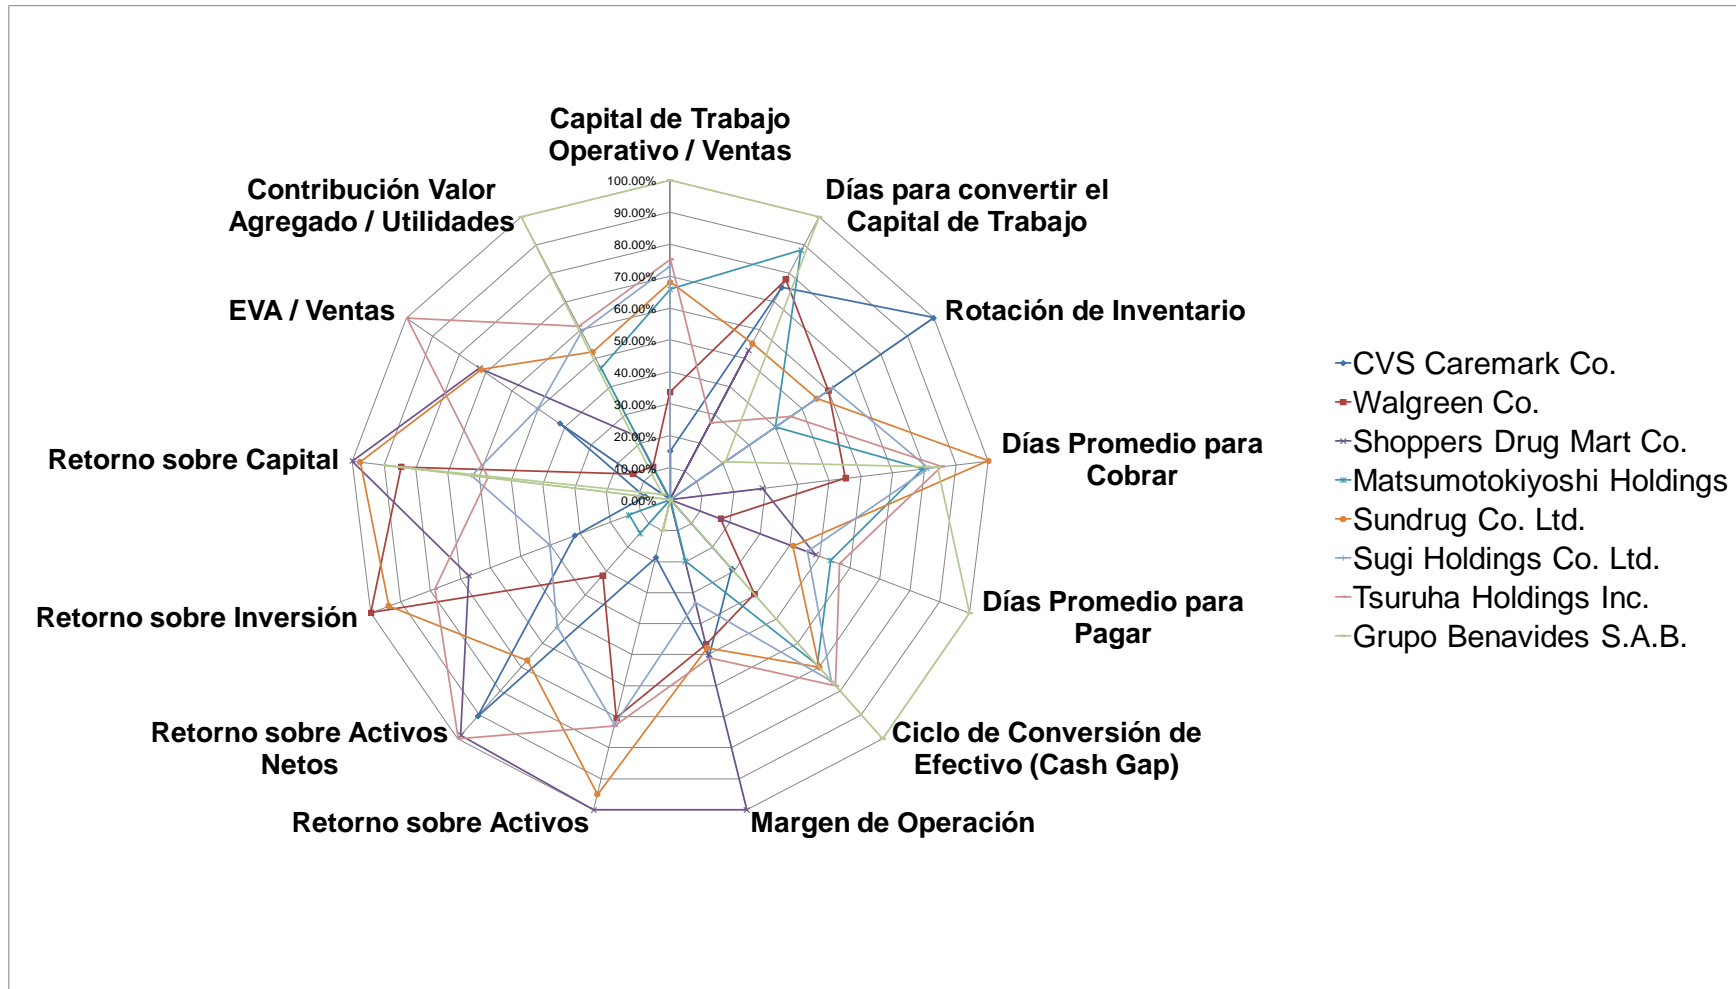 Capital de Trabajo
Operativo / Ventas
Días para convertir el
Capital de Trabajo
Rotación de Inventario
Días Promedio para
Cobrar
Días Promedio para
Pagar
Ciclo de Conversión de
Efectivo (Cash Gap)
Margen de Operación
Retorno sobre Activos
Retorno sobre Activos
Netos
Retorno sobre Inversión
Retorno sobre Capital
EVA / Ventas
Contribución Valor
Agregado / Utilidades
100.00%
90.00%
80.00%
70.00%
60.00%
50.00%
40.00%
30.00%
20.00%
10.00%
0.00%
CVS Caremark Co.
Walgreen Co.
Shoppers Drug Mart Co.
Matsumotokiyoshi Holdings
Sundrug Co. Ltd.
Sugi Holdings Co. Ltd.
Tsuruha Holdings Inc.
Grupo Benavides S.A.B.